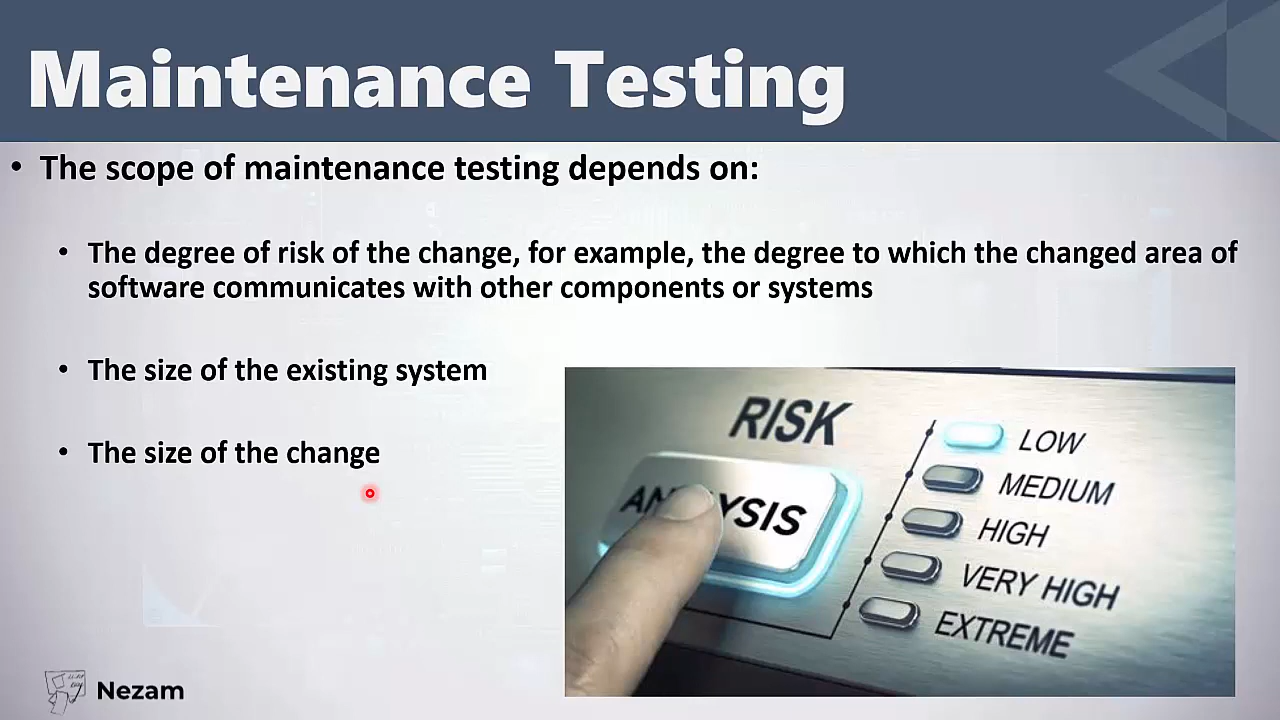 Maintenance Testing
• The scope of maintenance testing depends on:
• The degree of risk of the change, for example, the degree to which the changed area of
software communicates with other components or systems
• The size of the existing system
• The size of the change
RISK
LOW
MEDIUM
HIGH
VERY HIGH
EXTREME
Nezam